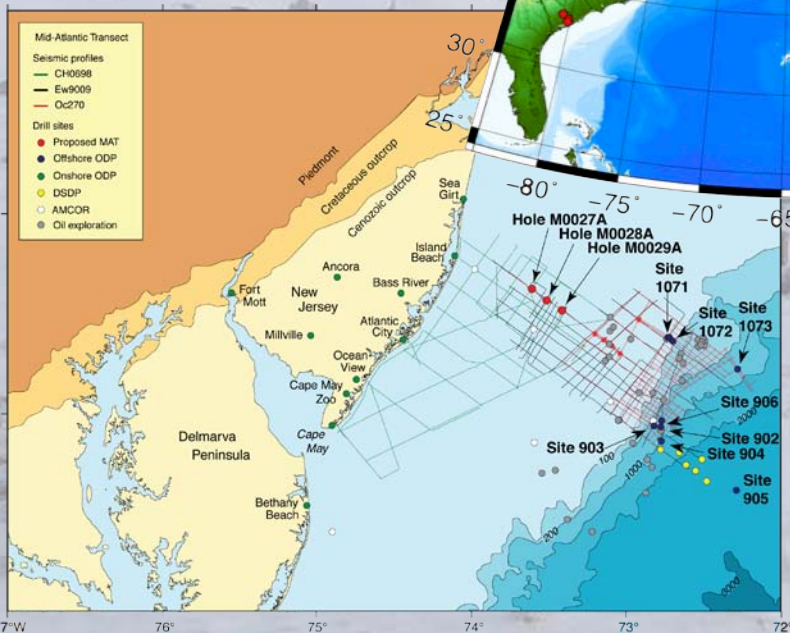 Mid-Atlantic Transect
Seismic profiles
CH0698
Ew9009
Oc270
Drill sites
Proposed MAT
Offshore ODP
Onshore ODP
DSDP
AMCOR
Oil exploration
30°
25°
-80°
-75°
-70°
-65
Piedmont
Cretaceous outcrop
Cenozoic outcrop
Sea
Girt
Island
Beach
Hole M0027A
Hole M0028A
Hole M0029A
Site
1071
Site
1072
Site
1073
Fort
Mott
Ancora
New
Jersey
Bass River
Millville
Atlantic
City
Ocean
View
Cape May
Zoo
Cape
May
Delmarva
Peninsula
Bethany
Beach
Site 906
Site 902
Site 903
Site 904
Site
905
100
200
1000
2000
3000
7°W
76°
75°
74°
73°
72